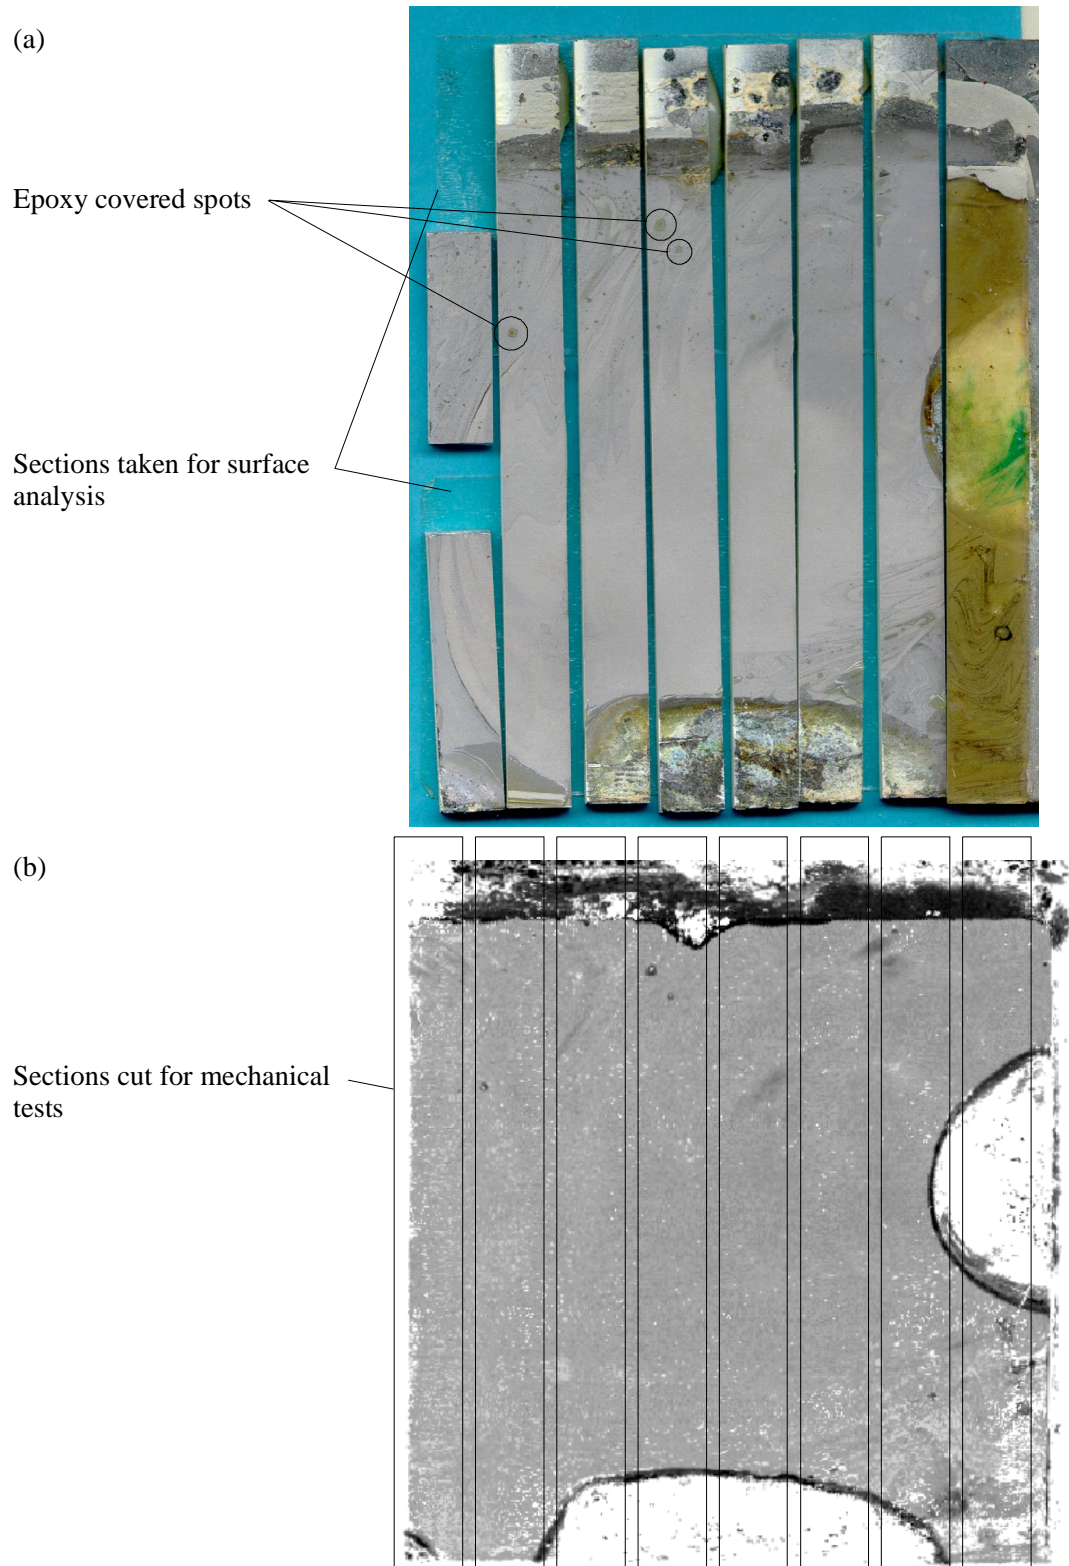 (a)
Epoxy covered spots
Sections taken for surface
analysis
(b)
Sections cut for mechanical
tests